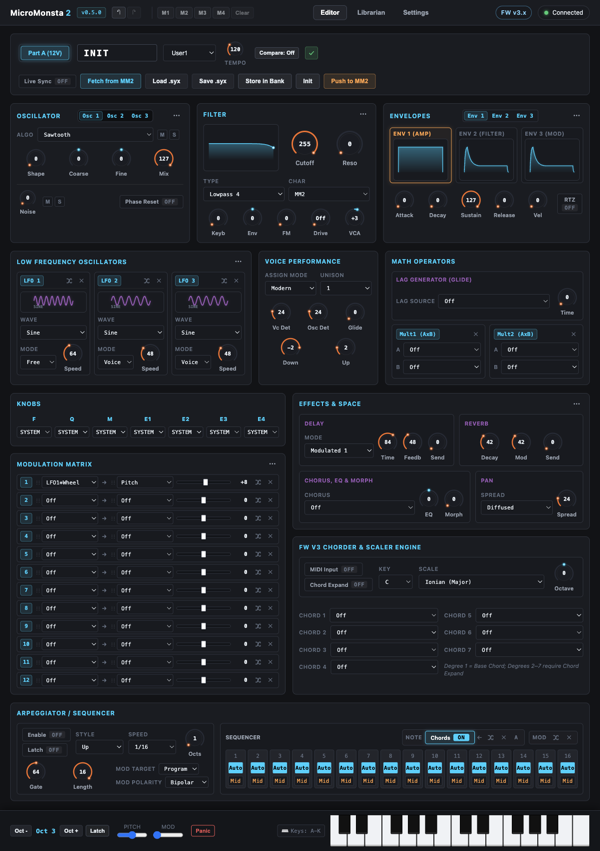 MicroMonsta 2 v0.5.0 M1 M2 M3 M4 Clear Editor Librarian Settings FW v3.x Connected
Part A (12V) INIT User1 120 Compare: Off
TEMPO
Live Sync OFF Fetch from MM2 Load .syx Save .syx Store in Bank Init Push to MM2
OSCILLATOR Osc 1 Osc 2 Osc 3
ALGO Sawtooth M S
0 0 0 127
Shape Coarse Fine Mix
0 M S Phase Reset OFF
Noise
FILTER
255 0
Cutoff Reso
TYPE CHAR
Lowpass 4 MM2
0 0 0 Off +3
Keyb Env FM Drive VCA
ENVELOPES Env 1 Env 2 Env 3
ENV 1 (AMP) ENV 2 (FILTER) ENV 3 (MOD)
0 0 127 0 0 RTZ
OFF
Attack Decay Sustain Release Vel
LOW FREQUENCY OSCILLATORS
LFO 1 LFO 2 LFO 3
WAVE WAVE WAVE
Sine Sine Sine
MODE MODE MODE
Free 64 Voice 48 Voice 48
Speed Speed Speed
VOICE PERFORMANCE
ASSIGN MODE UNISON
Modern 1
24 24 0
Vc Det Osc Det Glide
-2 2
Down Up
MATH OPERATORS
LAG GENERATOR (GLIDE)
LAG SOURCE Off 0
Time
Mult1 (AxB) Mult2 (AxB)
A Off A Off
B Off B Off
KNOBS
F Q M E1 E2 E3 E4
SYSTEM SYSTEM SYSTEM SYSTEM SYSTEM SYSTEM SYSTEM
MODULATION MATRIX
1 LFO1*Wheel Pitch +8
2 Off Off 0
3 Off Off 0
4 Off Off 0
5 Off Off 0
6 Off Off 0
7 Off Off 0
8 Off Off 0
9 Off Off 0
10 Off Off 0
11 Off Off 0
12 Off Off 0
EFFECTS & SPACE
DELAY
MODE
Modulated 1 84 48 0
Time Feedb Send
REVERB
42 42 0
Decay Mod Send
CHORUS, EQ & MORPH
CHORUS
Off 0 0
EQ Morph
PAN
SPREAD
Diffused 24
Spread
FW V3 CHORDER & SCALER ENGINE
MIDI Input OFF KEY SCALE 0
Chord Expand OFF C Ionian (Major) Octave
CHORD 1 Off CHORD 5 Off
CHORD 2 Off CHORD 6 Off
CHORD 3 Off CHORD 7 Off
CHORD 4 Off Degree 1 = Base Chord; Degrees 2–7 require Chord
Expand
ARPEGGIATOR / SEQUENCER
Enable OFF STYLE SPEED 1
Latch OFF Up 1/16 Octs
64 16 MOD TARGET Program
Gate Length MOD POLARITY Bipolar
SEQUENCER NOTE Chords ON MOD
1 2 3 4 5 6 7 8 9 10 11 12 13 14 15 16
Auto Auto Auto Auto Auto Auto Auto Auto Auto Auto Auto Auto Auto Auto Auto Auto
Mid Mid Mid Mid Mid Mid Mid Mid Mid Mid Mid Mid Mid Mid Mid Mid
Oct - Oct 3 Oct + Latch PITCH MOD Panic Keys: A–K